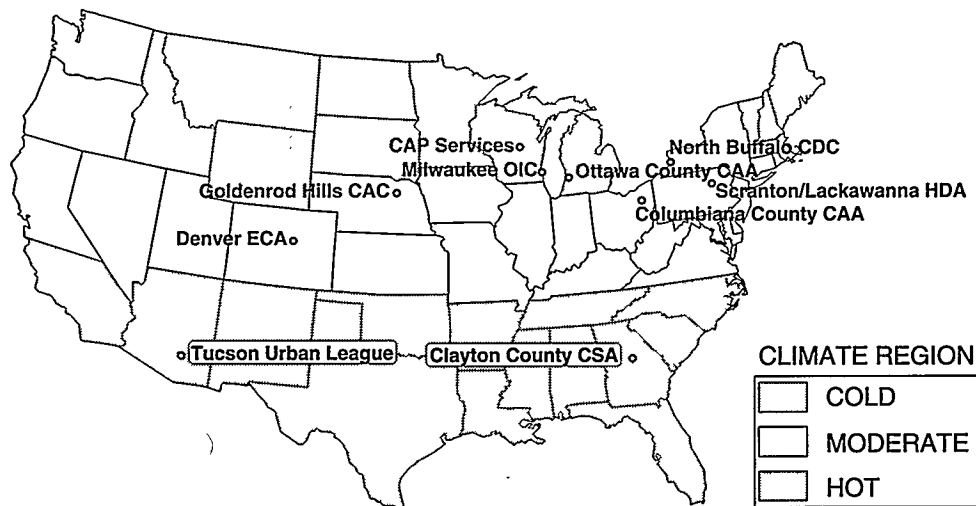 CAP Services
North Buffalo CDC
Milwaukee OIC
Ottawa County CAA
Goldenrod Hills CAC
Scranton/Lackawanna HDA
Columbiana County CAA
Denver ECA
Tucson Urban League
Clayton County CSA
CLIMATE REGION
COLD
MODERATE
HOT